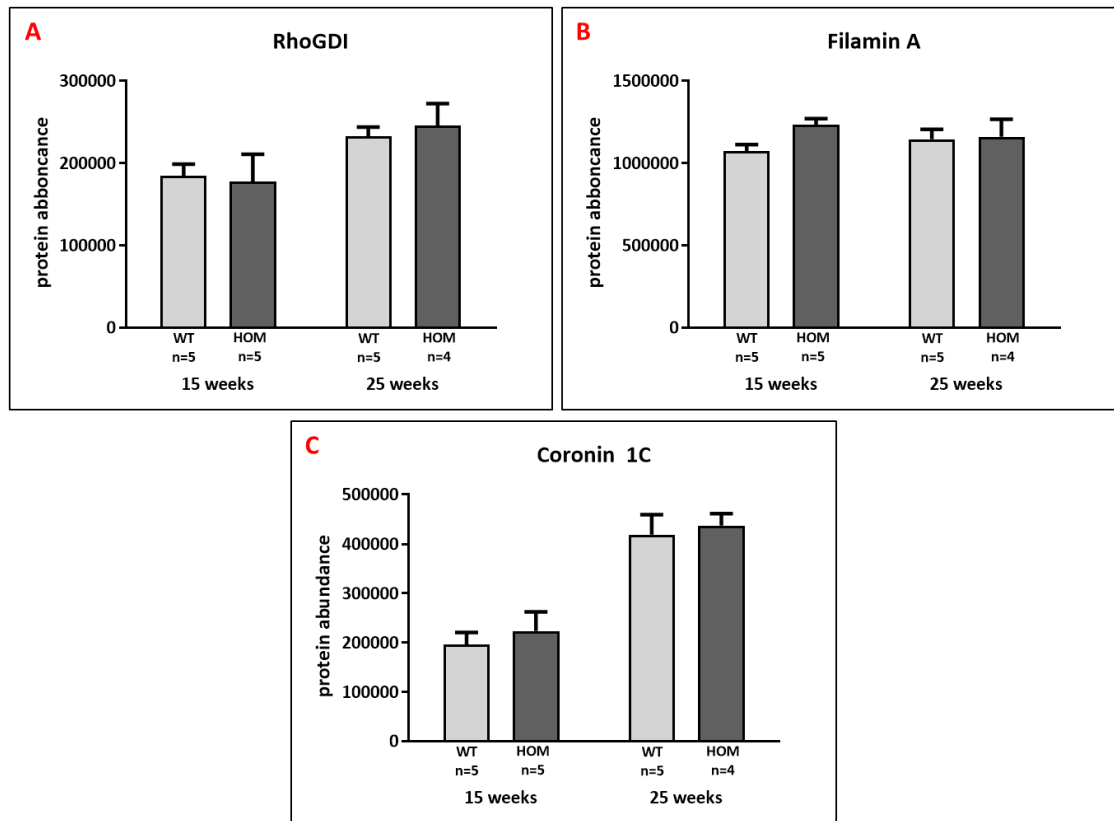 A
RhoGDI
protein abboncance
300000
200000
100000
0
WT HOM WT HOM
n=5 n=5 n=5 n=4
15 weeks 25 weeks
B
Filamin A
protein abboncance
1500000
1000000
500000
0
WT HOM WT HOM
n=5 n=5 n=5 n=4
15 weeks 25 weeks
C
Coronin 1C
protein abundance
500000
400000
300000
200000
100000
0
WT HOM WT HOM
n=5 n=5 n=5 n=4
15 weeks 25 weeks